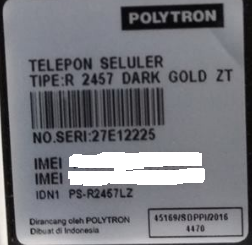 POLYTRON
TELEPON SELULER
TIPE:R 2457 DARK GOLD ZT
NO.SERI:27E12225
IMEI
IMEI
IDN1 PS-R2457LZ
Dirancang oleh POLYTRON
Dibuat di Indonesia
45169/SDPPI/2016
4470